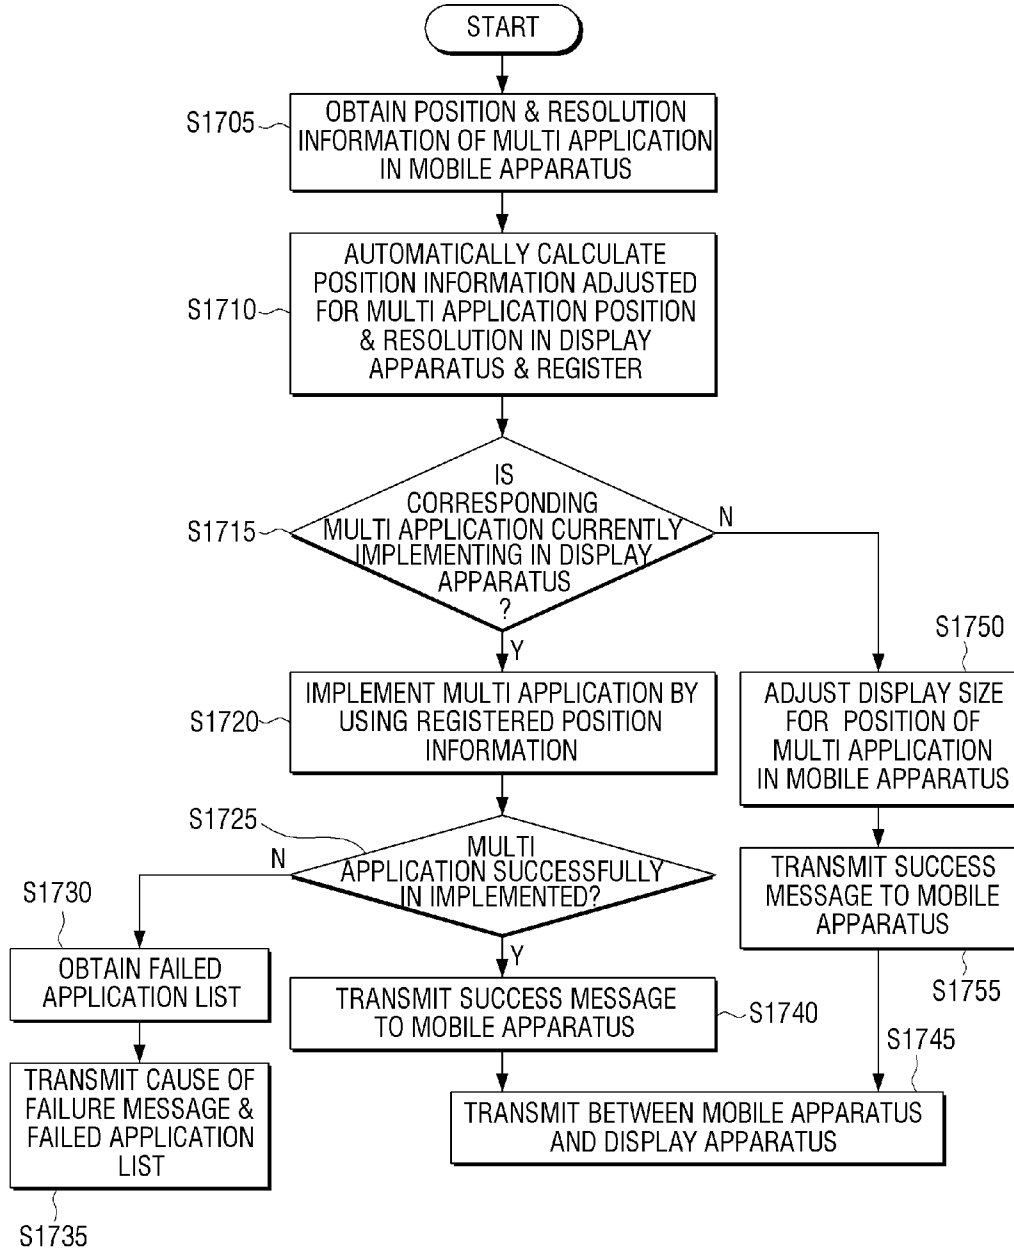 START
S1705
OBTAIN POSITION & RESOLUTION
INFORMATION OF MULTI APPLICATION
IN MOBILE APPARATUS
S1710
AUTOMATICALLY CALCULATE
POSITION INFORMATION ADJUSTED
FOR MULTI APPLICATION POSITION
& RESOLUTION IN DISPLAY
APPARATUS & REGISTER
S1715
IS
CORRESPONDING
MULTI APPLICATION CURRENTLY
IMPLEMENTING IN DISPLAY
APPARATUS
?
N
Y
S1720
IMPLEMENT MULTI APPLICATION BY
USING REGISTERED POSITION
INFORMATION
S1750
ADJUST DISPLAY SIZE
FOR POSITION OF
MULTI APPLICATION
IN MOBILE APPARATUS
S1725
MULTI
APPLICATION SUCCESSFULLY
IN IMPLEMENTED?
N
Y
TRANSMIT SUCCESS
MESSAGE TO MOBILE
APPARATUS
S1755
S1730
OBTAIN FAILED
APPLICATION LIST
TRANSMIT SUCCESS MESSAGE
TO MOBILE APPARATUS
S1740
S1745
TRANSMIT CAUSE OF
FAILURE MESSAGE &
FAILED APPLICATION
LIST
S1735
TRANSMIT BETWEEN MOBILE APPARATUS
AND DISPLAY APPARATUS